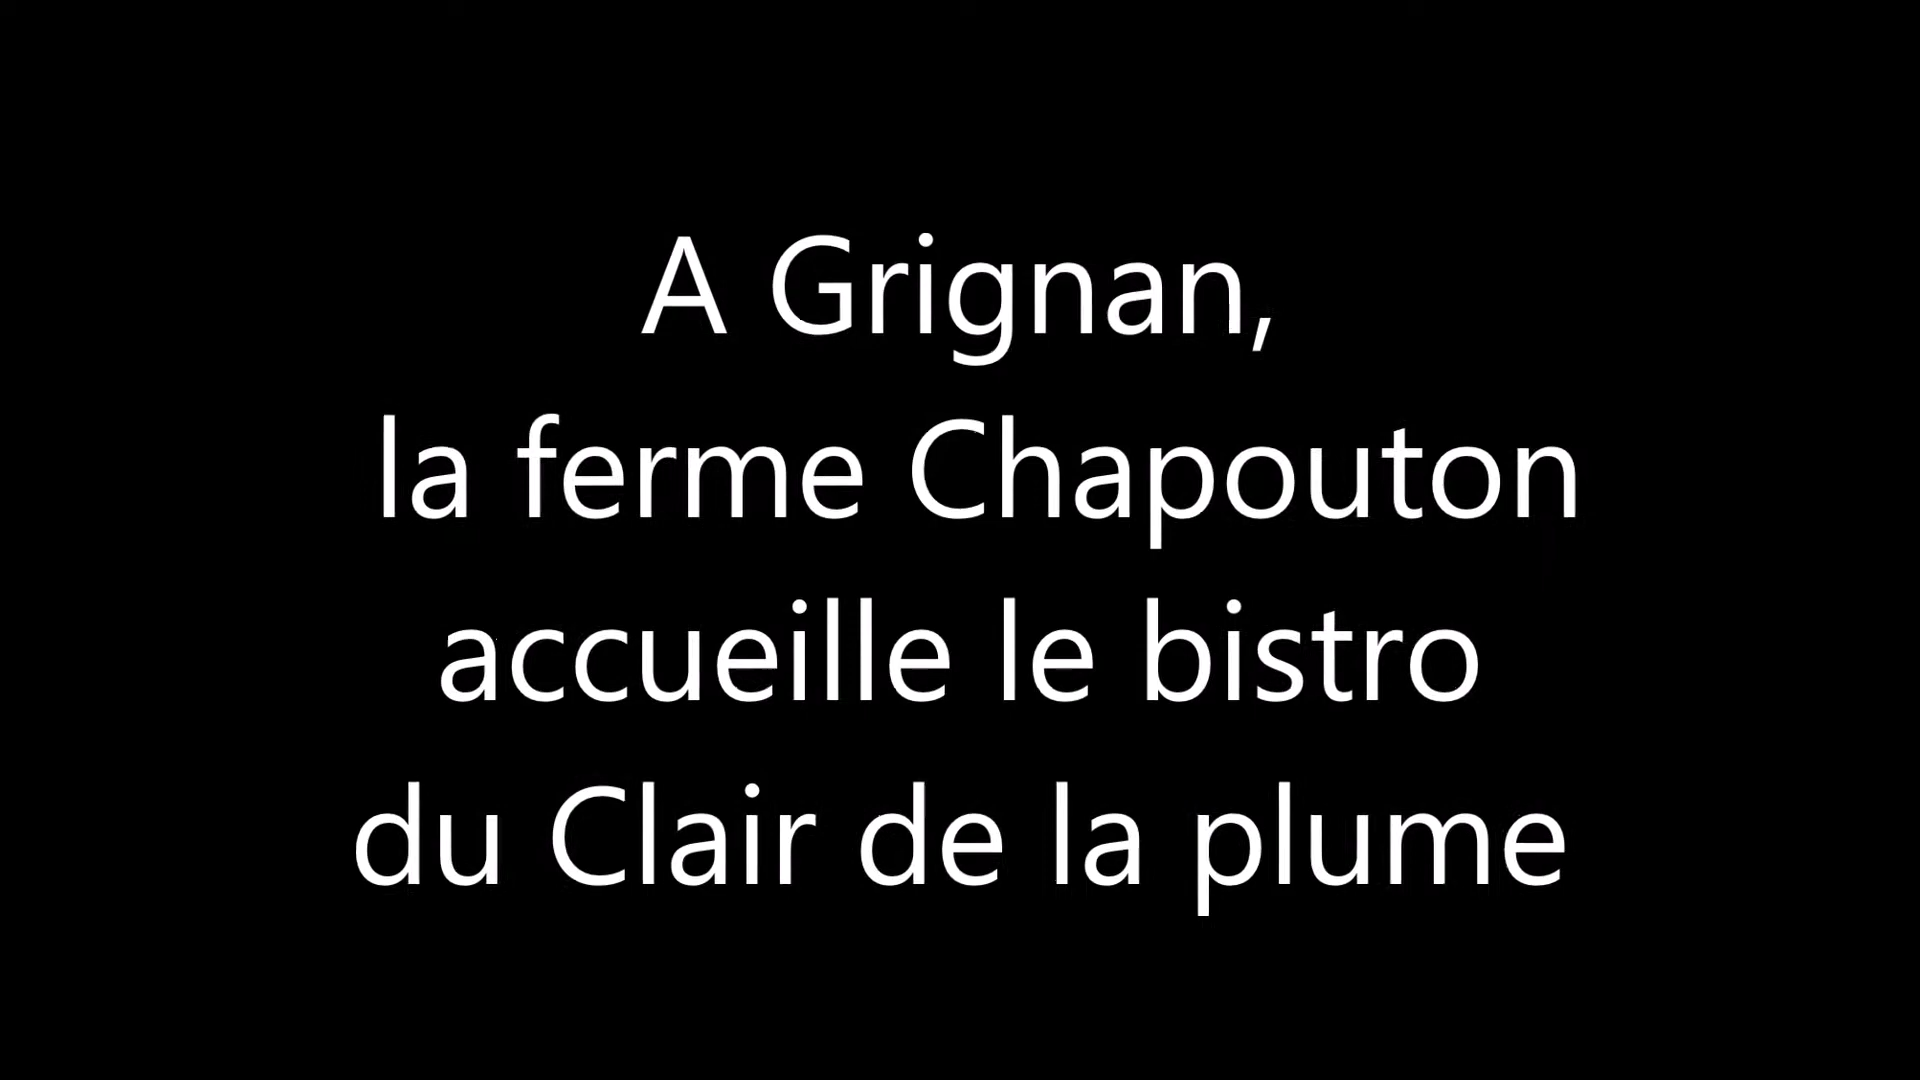 A Grignan,
la ferme Chapouton
accueille le bistro
du Clair de la plume